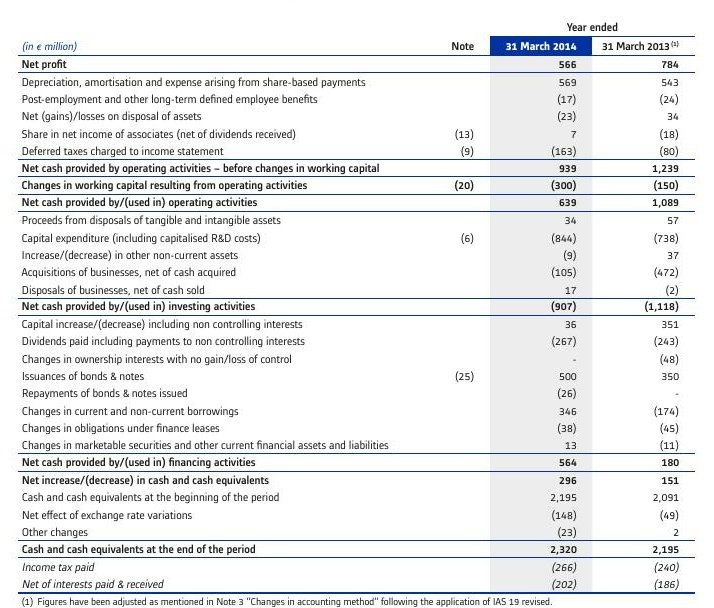 Year ended
(in € million) Note 31 March 2014 31 March 2013 (1)
Net profit 566 784
Depreciation, amortisation and expense arising from share-based payments 569 543
Post-employment and other long-term defined employee benefits (17) (24)
Net (gains)/losses on disposal of assets (23) 34
Share in net income of associates (net of dividends received) (13) 7 (18)
Deferred taxes charged to income statement (9) (163) (80)
Net cash provided by operating activities – before changes in working capital 939 1,239
Changes in working capital resulting from operating activities (20) (300) (150)
Net cash provided by/(used in) operating activities 639 1,089
Proceeds from disposals of tangible and intangible assets 34 57
Capital expenditure (including capitalised R&D costs) (6) (844) (738)
Increase/(decrease) in other non-current assets (9) 37
Acquisitions of businesses, net of cash acquired (105) (472)
Disposals of businesses, net of cash sold 17 (2)
Net cash provided by/(used in) investing activities (907) (1,118)
Capital increase/(decrease) including non controlling interests 36 351
Dividends paid including payments to non controlling interests (267) (243)
Changes in ownership interests with no gain/loss of control - (48)
Issuances of bonds & notes (25) 500 350
Repayments of bonds & notes issued (26) -
Changes in current and non-current borrowings 346 (174)
Changes in obligations under finance leases (38) (45)
Changes in marketable securities and other current financial assets and liabilities 13 (11)
Net cash provided by/(used in) financing activities 564 180
Net increase/(decrease) in cash and cash equivalents 296 151
Cash and cash equivalents at the beginning of the period 2,195 2,091
Net effect of exchange rate variations (148) (49)
Other changes (23) 2
Cash and cash equivalents at the end of the period 2,320 2,195
Income tax paid (266) (240)
Net of interests paid & received (202) (186)
(1) Figures have been adjusted as mentioned in Note 3 "Changes in accounting method" following the application of IAS 19 revised.